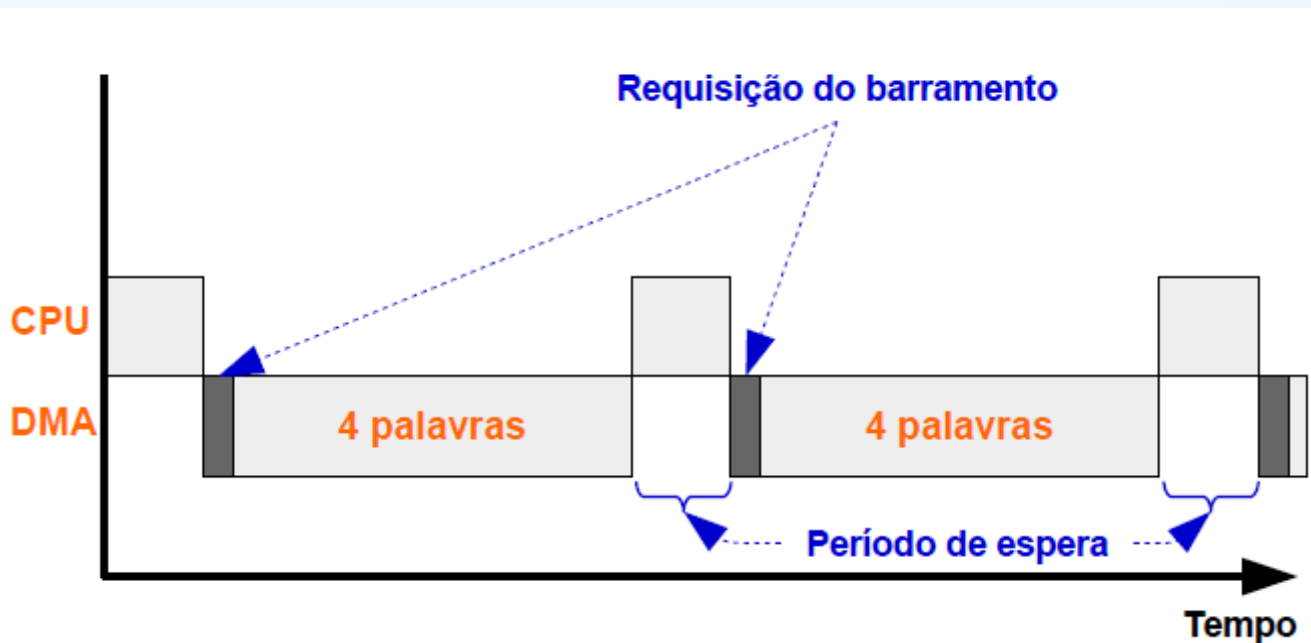 Requisição do barramento
CPU
DMA
4 palavras
4 palavras
Período de espera
Tempo